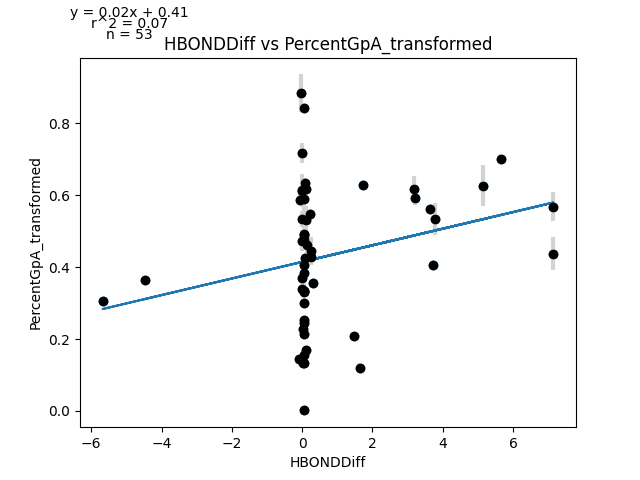 y = 0.02x + 0.41
r^2 = 0.07
n = 53
HBONDDiff vs PercentGpA_transformed
PercentGpA_transformed
0.8
0.6
0.4
0.2
0.0
−6
−4
−2
0
2
4
6
HBONDDiff